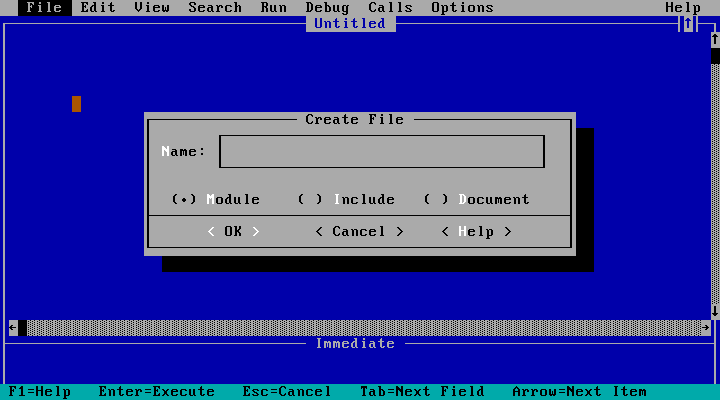 File Edit View Search Run Debug Calls Options Help
Untitled
Create File
Name:
(•) Module ( ) Include ( ) Document
< OK > < Cancel > < Help >
Immediate
F1=Help Enter=Execute Esc=Cancel Tab=Next Field Arrow=Next Item